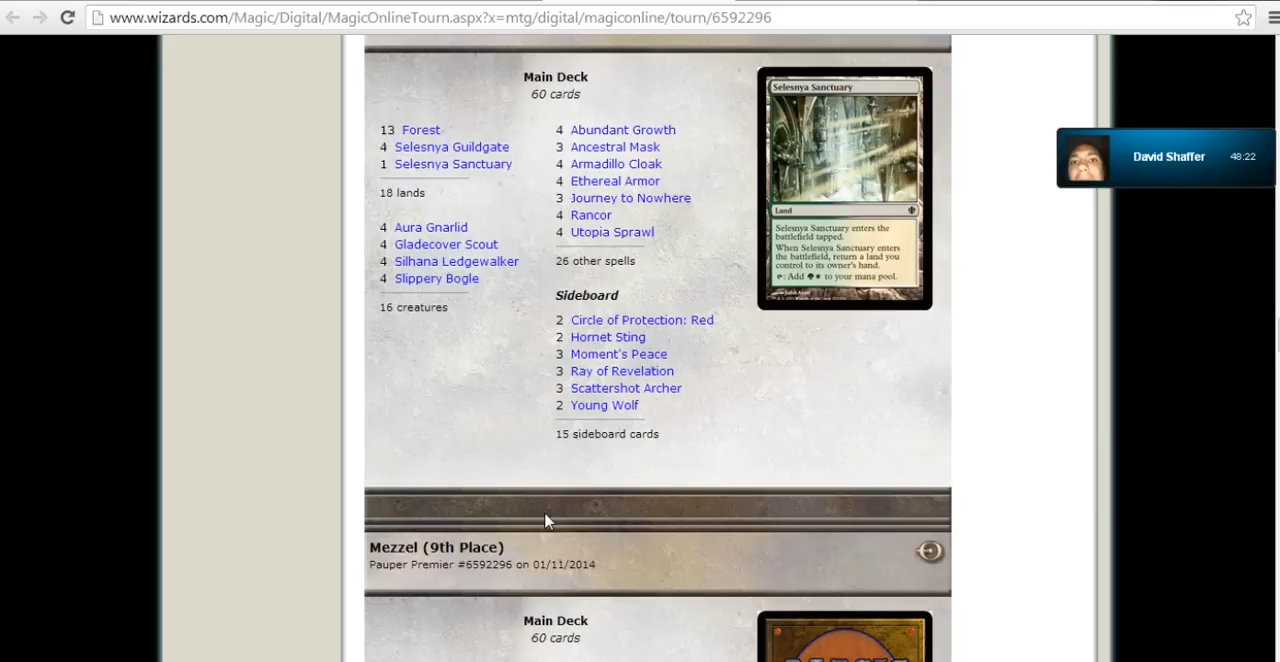 www.wizards.com/Magic/Digital/MagicOnlineTourn.aspx?x=mtg/digital/magiconline/tourn/6592296
Main Deck
60 cards
13 Forest
4 Selesnya Guildgate
1 Selesnya Sanctuary
18 lands
4 Aura Gnarlid
4 Gladecover Scout
4 Silhana Ledgewalker
4 Slippery Bogle
16 creatures
4 Abundant Growth
3 Ancestral Mask
4 Armadillo Cloak
4 Ethereal Armor
3 Journey to Nowhere
4 Rancor
4 Utopia Sprawl
26 other spells
Sideboard
2 Circle of Protection: Red
2 Hornet Sting
3 Moment's Peace
3 Ray of Revelation
3 Scattershot Archer
2 Young Wolf
15 sideboard cards
Selesnya Sanctuary
Land
Selesnya Sanctuary enters the
battlefield tapped.
When Selesnya Sanctuary enters
the battlefield, return a land you
control to its owner's hand.
: Add to your mana pool.
David Shaffer 48:22
Mezzel (9th Place)
Pauper Premier #6592296 on 01/11/2014
Main Deck
60 cards